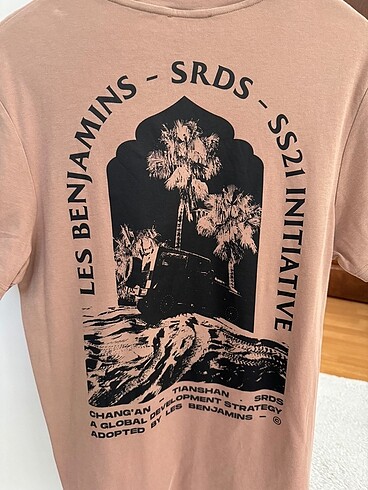 LES BENJAMINS - SRDS - SS21 INITIATIVE
CHANG'AN - TIANSHAN . SRDS
A GLOBAL DEVELOPMENT STRATEGY
ADOPTED BY LES BENJAMINS -